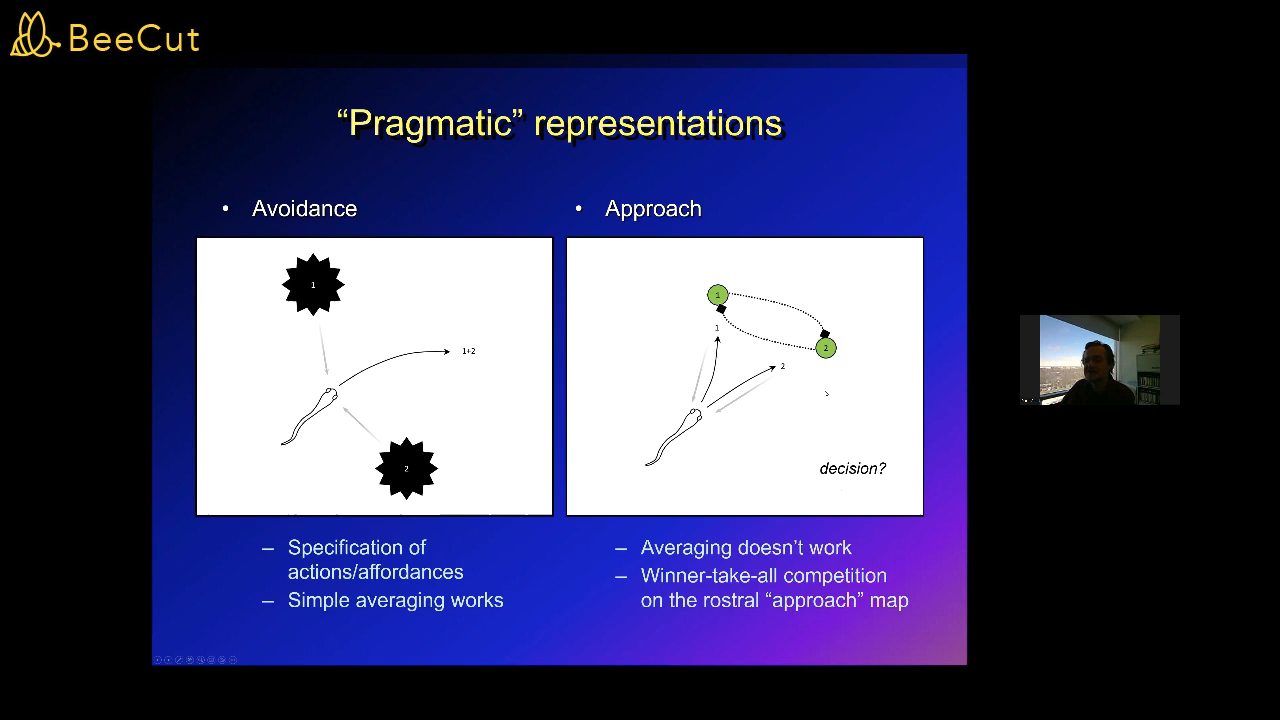 BeeCut
“Pragmatic” representations
• Avoidance
1
1+2
2
– Specification of
actions/affordances
– Simple averaging works
• Approach
1
1
2
2
decision?
– Averaging doesn’t work
– Winner-take-all competition
on the rostral “approach” map